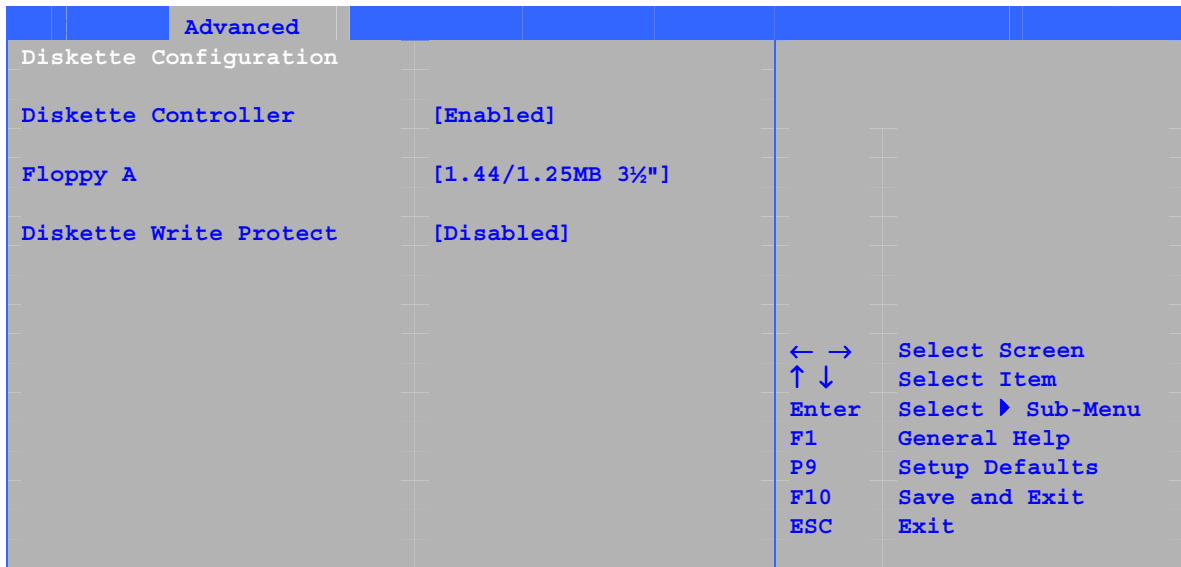 Advanced
Diskette Configuration
Diskette Controller [Enabled]
Floppy A [1.44/1.25MB 3½"]
Diskette Write Protect [Disabled]
← → Select Screen
↑ ↓ Select Item
Enter Select ▶ Sub-Menu
F1 General Help
P9 Setup Defaults
F10 Save and Exit
ESC Exit